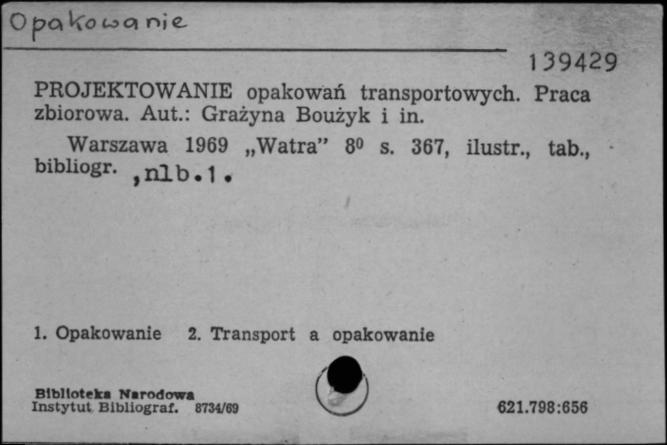 Opakowanie
139429
PROJEKTOWANIE opakowań transportowych. Praca
zbiorowa. Aut.: Grażyna Boużyk i in.
Warszawa 1969 „Watra” 8⁰ s. 367, ilustr., tab.,
bibliogr. , nlb. 1 .
1. Opakowanie 2. Transport a opakowanie
Biblioteka Narodowa
Instytut Bibliograf. 8734/69
621.798:656